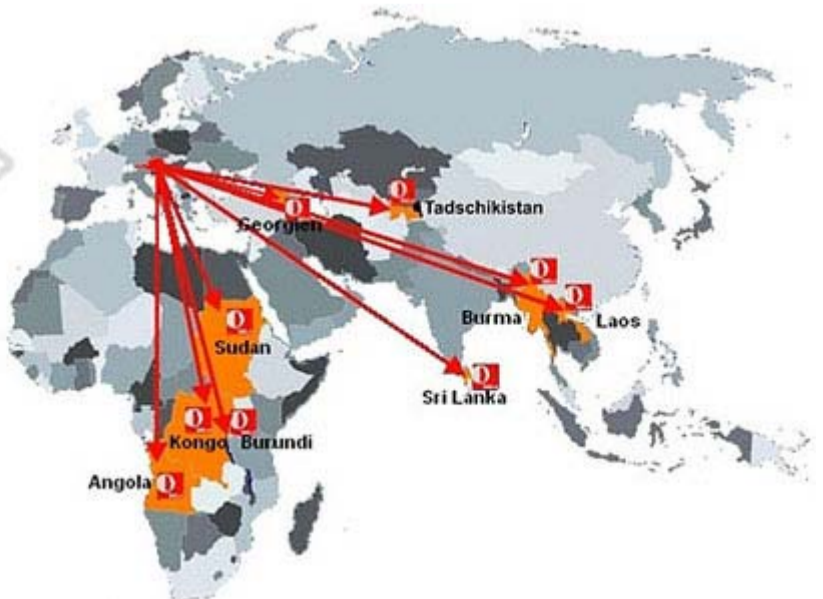 Tadschikistan
Georgien
Burma
Laos
Sudan
Sri Lanka
Kongo
Burundi
Angola